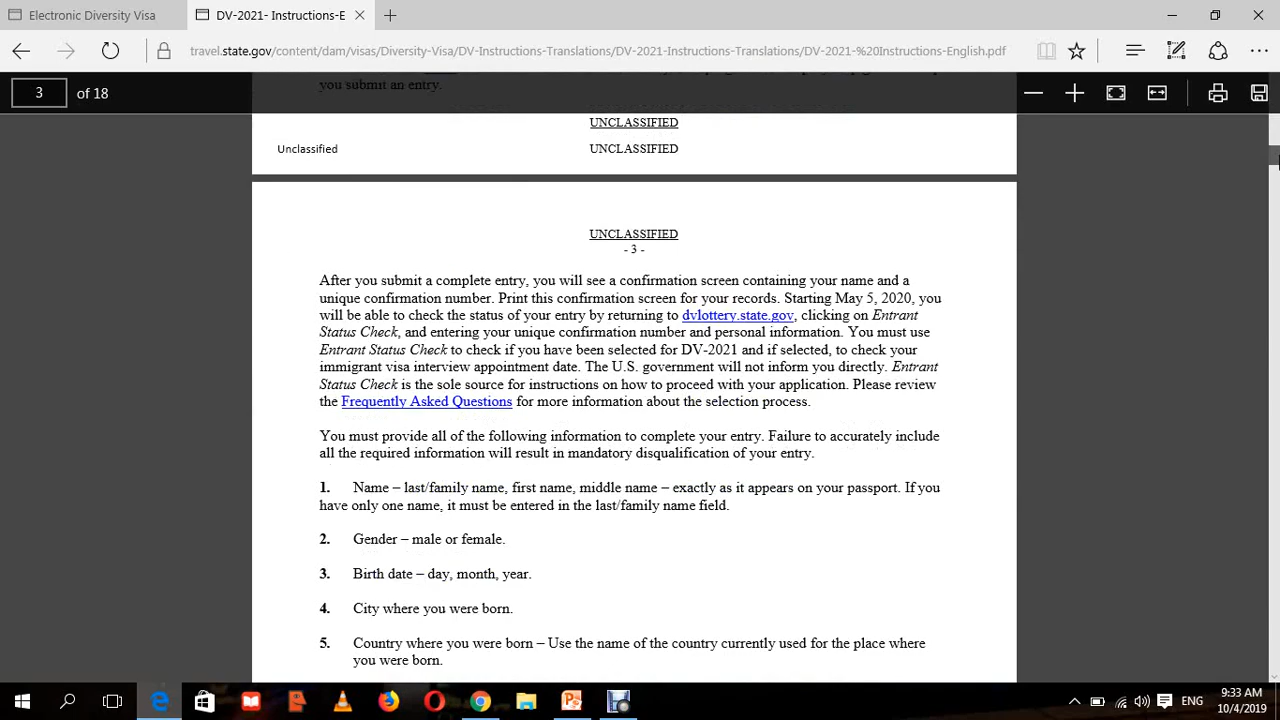 Electronic Diversity Visa
DV-2021- Instructions-E
travel.state.gov/content/dam/visas/Diversity-Visa/DV-Instructions-Translations/DV-2021-Instructions-Translations/DV-2021-%20Instructions-English.pdf
3 of 18
you submit an entry.
UNCLASSIFIED
Unclassified UNCLASSIFIED
UNCLASSIFIED
- 3 -
After you submit a complete entry, you will see a confirmation screen containing your name and a
unique confirmation number. Print this confirmation screen for your records. Starting May 5, 2020, you
will be able to check the status of your entry by returning to dvlottery.state.gov, clicking on Entrant
Status Check, and entering your unique confirmation number and personal information. You must use
Entrant Status Check to check if you have been selected for DV-2021 and if selected, to check your
immigrant visa interview appointment date. The U.S. government will not inform you directly. Entrant
Status Check is the sole source for instructions on how to proceed with your application. Please review
the Frequently Asked Questions for more information about the selection process.
You must provide all of the following information to complete your entry. Failure to accurately include
all the required information will result in mandatory disqualification of your entry.
1. Name – last/family name, first name, middle name – exactly as it appears on your passport. If you
have only one name, it must be entered in the last/family name field.
2. Gender – male or female.
3. Birth date – day, month, year.
4. City where you were born.
5. Country where you were born – Use the name of the country currently used for the place where
you were born.
ENG
9:33 AM
10/4/2019